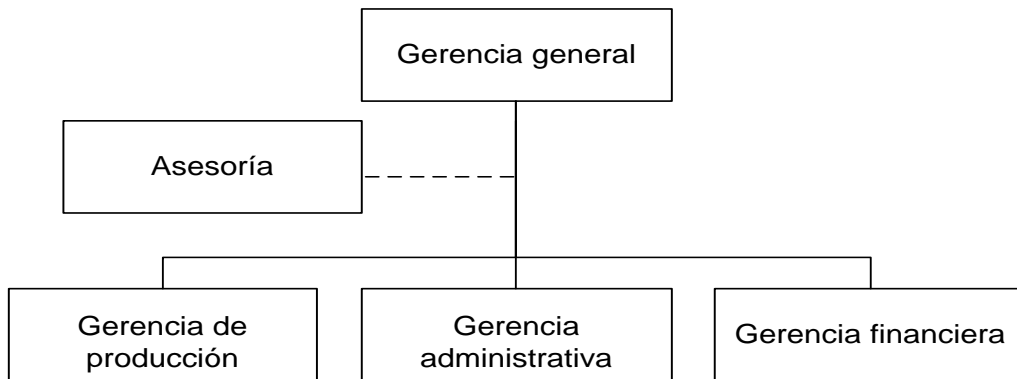 Gerencia general
Asesoría
Gerencia de
producción
Gerencia
administrativa
Gerencia financiera